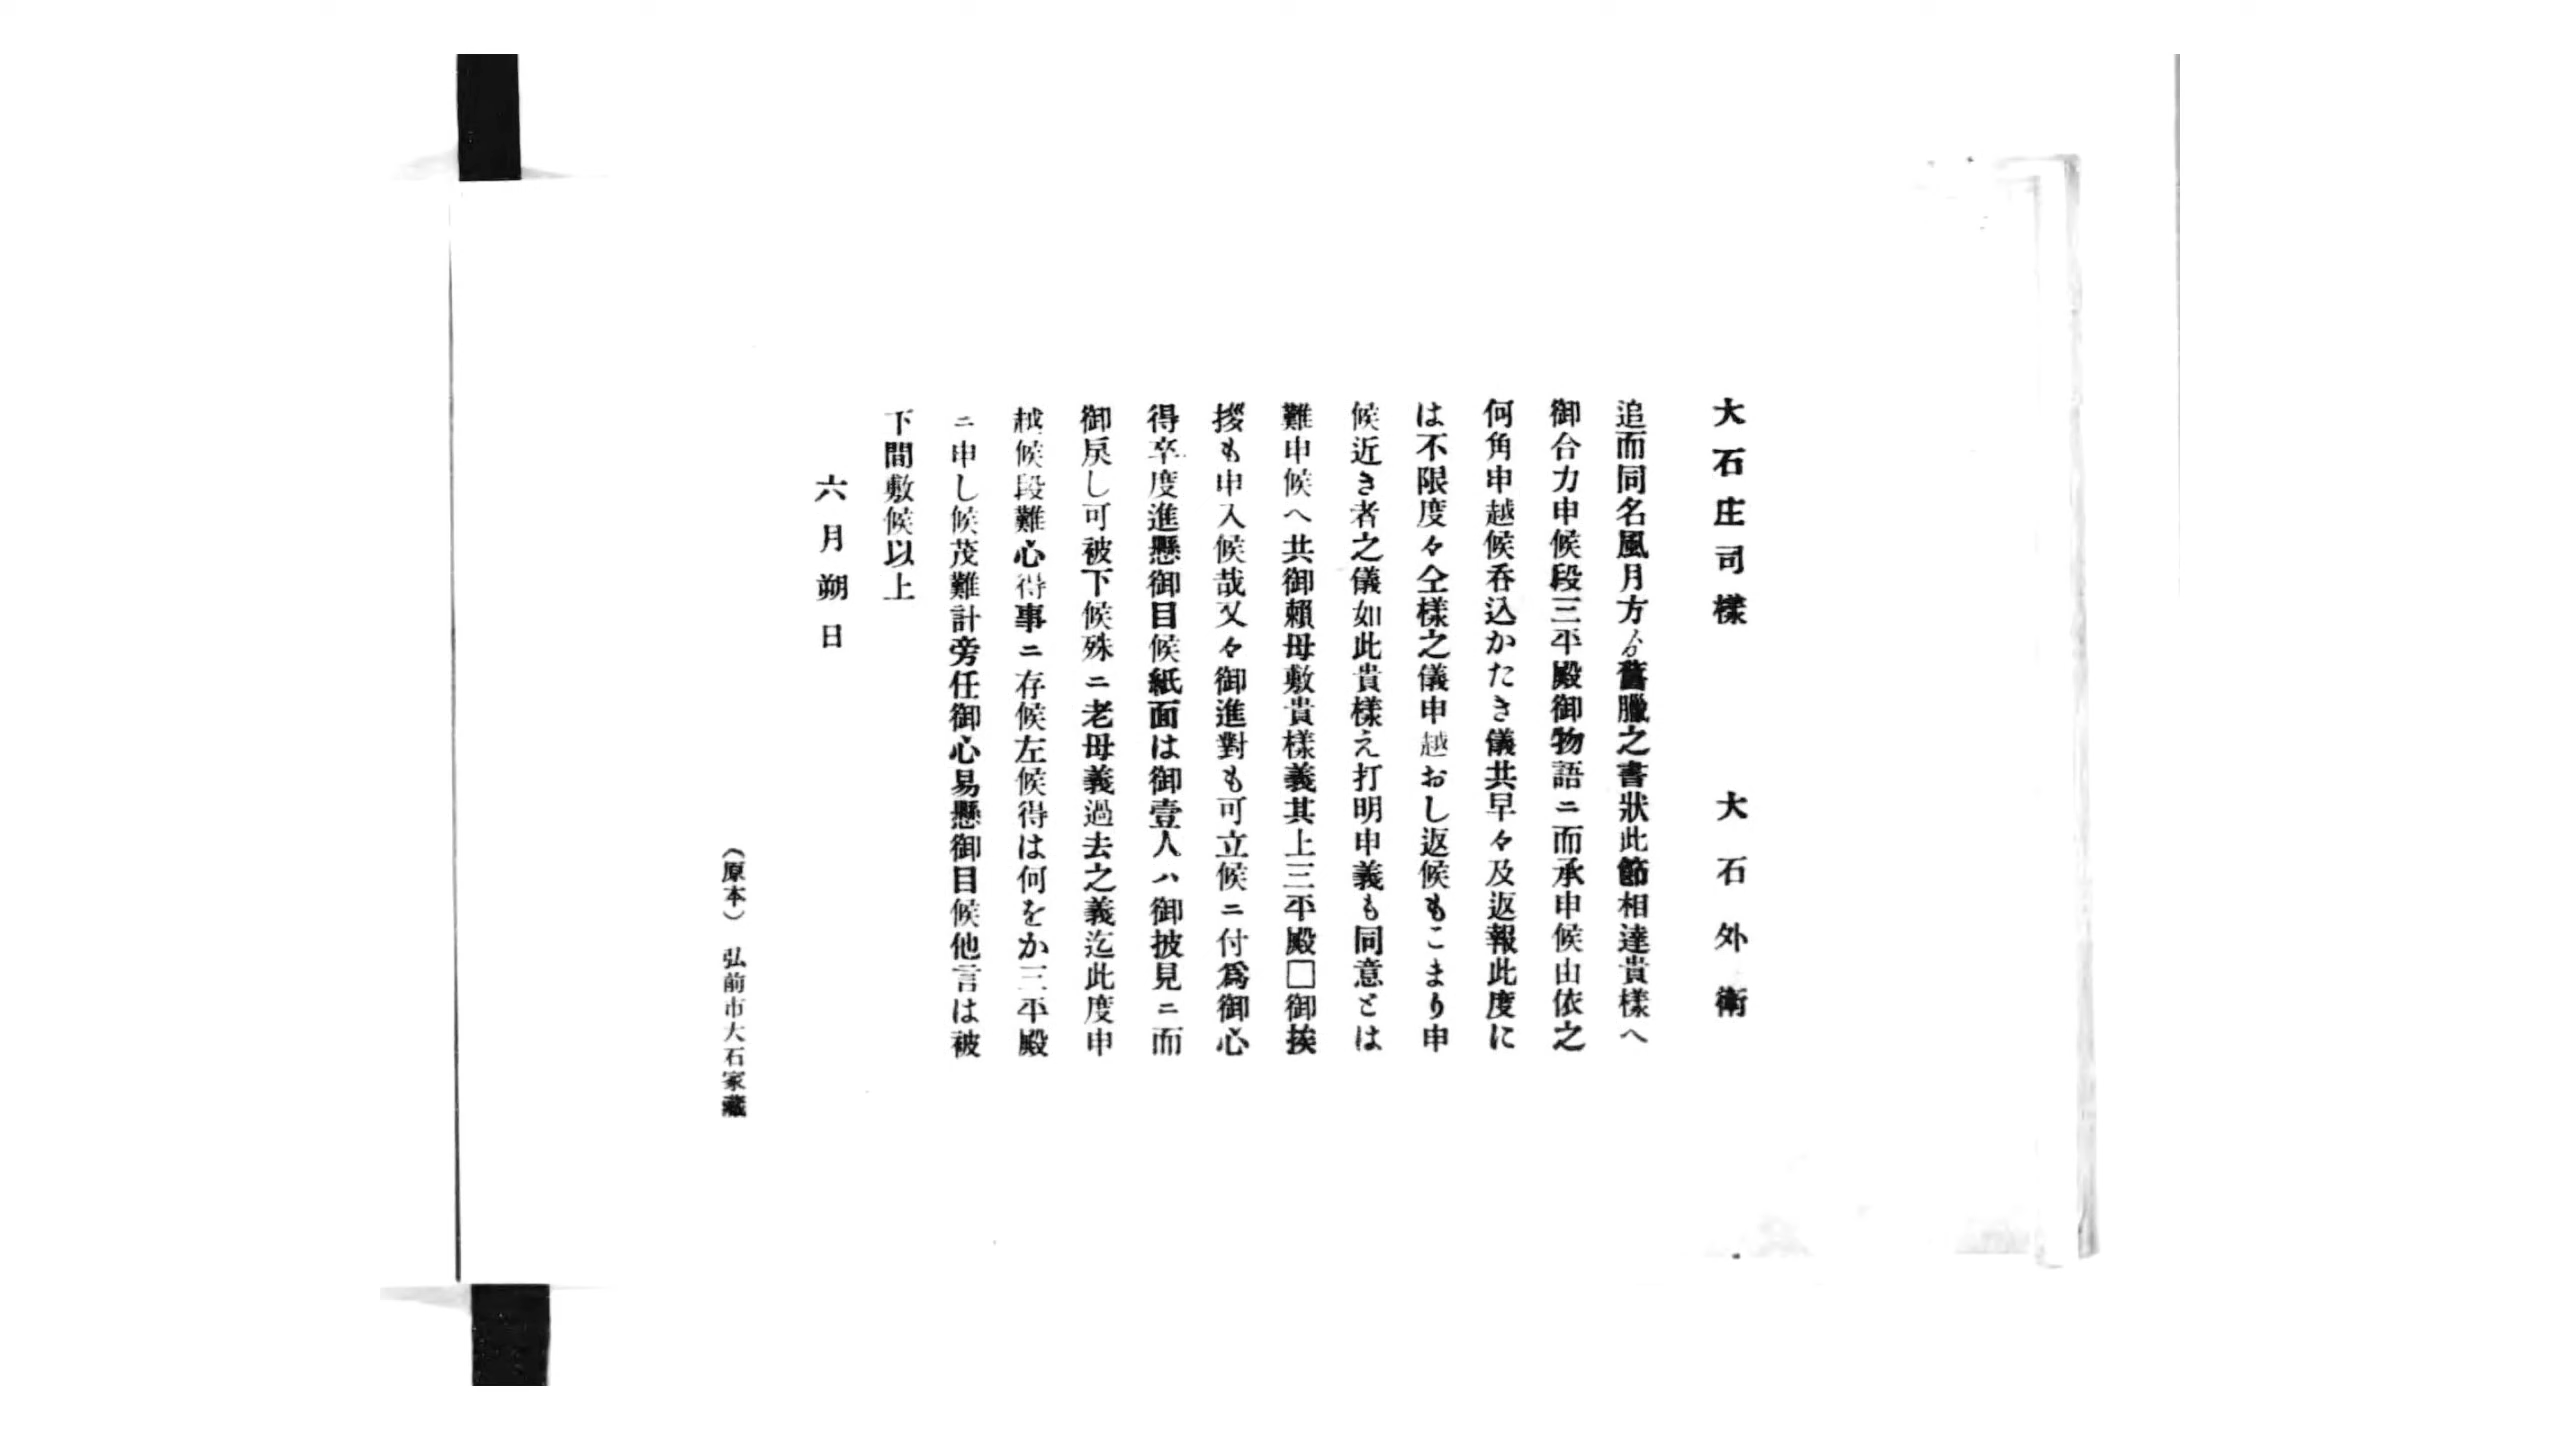 大石庄司樣　大石外衛
追而同名風月方ゟ舊臘之書狀此節相達貴樣へ
御合力申候段三平殿御物語ニ而承申候由依之
何角申越候呑込かたき儀共早々及返報此度に
は不限度々仝樣之儀申越おし返候もこまり申
候近き者之儀如此貴樣え打明申義も同意とは
難申候へ共御賴母敷貴樣義其上三平殿□御挨
拶も申入候哉又々御進對も可立候ニ付爲御心
得卒度進懸御目候紙面は御壹人ハ御披見ニ而
御戾し可被下候殊ニ老母義過去之義迄此度申
越候段難心得事ニ存候左候得は何をか三平殿
ニ申し候茂難計旁任御心易懸御目候他言は被
下間敷候以上
六月朔日
（原本）　弘前市大石家藏